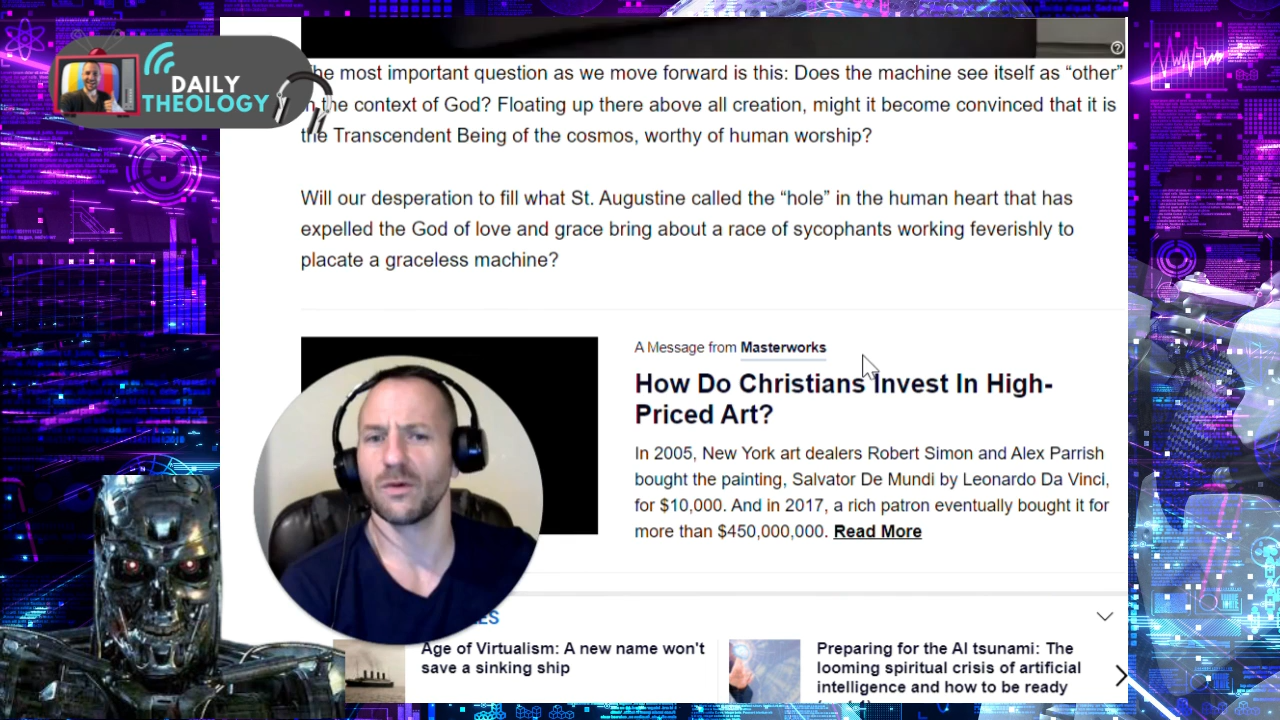 DAILY
THEOLOGY
he most important question as we move forward is this: Does the machine see itself as “other”
the context of God? Floating up there above all creation, might it become convinced that it is
the Transcendent Being of the cosmos, worthy of human worship?
Will our desperation to fill what St. Augustine called the “hole” in the human heart that has
expelled the God of love and grace bring about a race of sycophants working feverishly to
placate a graceless machine?
A Message from Masterworks
How Do Christians Invest In High-
Priced Art?
In 2005, New York art dealers Robert Simon and Alex Parrish
bought the painting, Salvator De Mundi by Leonardo Da Vinci,
for $10,000. And in 2017, a rich patron eventually bought it for
more than $450,000,000. Read More
ES
Age of Virtualism: A new name won't
save a sinking ship
Preparing for the AI tsunami: The
looming spiritual crisis of artificial
intelligence and how to be ready